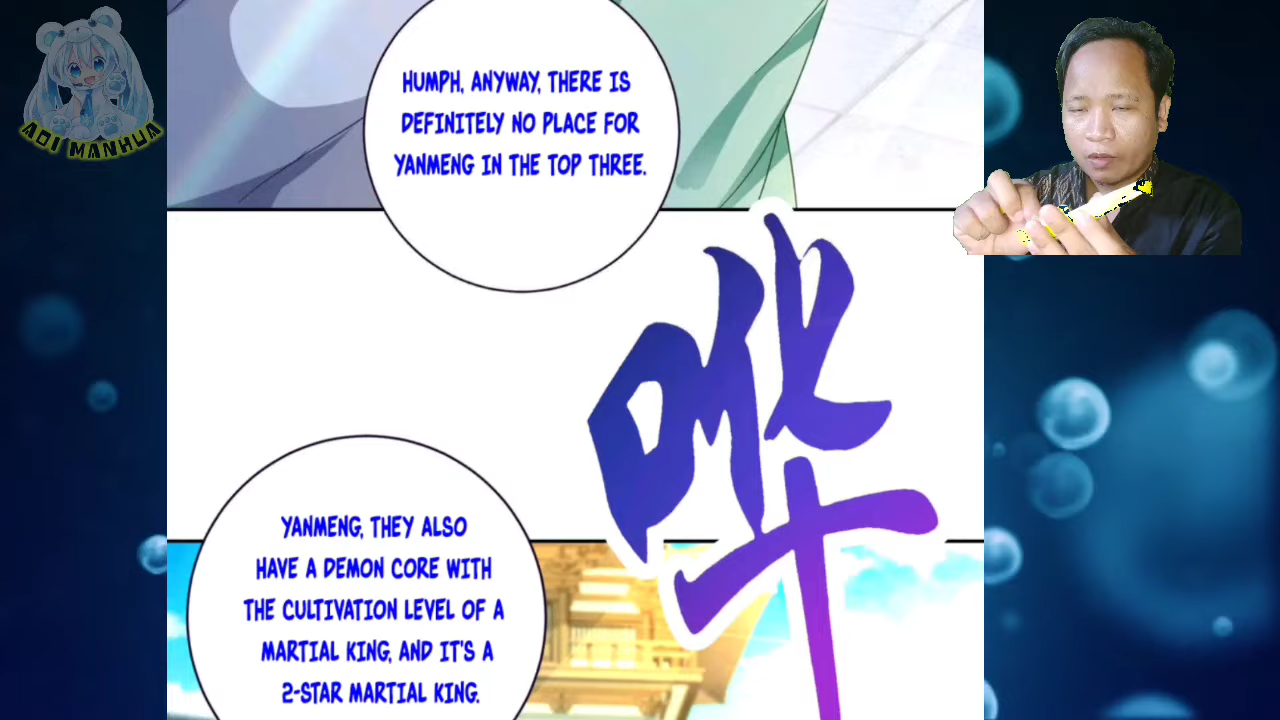 AOI MANHUA
HUMPH, ANYWAY, THERE IS
DEFINITELY NO PLACE FOR
YANMENG IN THE TOP THREE.
哗
YANMENG, THEY ALSO
HAVE A DEMON CORE WITH
THE CULTIVATION LEVEL OF A
MARTIAL KING, AND IT'S A
2-STAR MARTIAL KING.